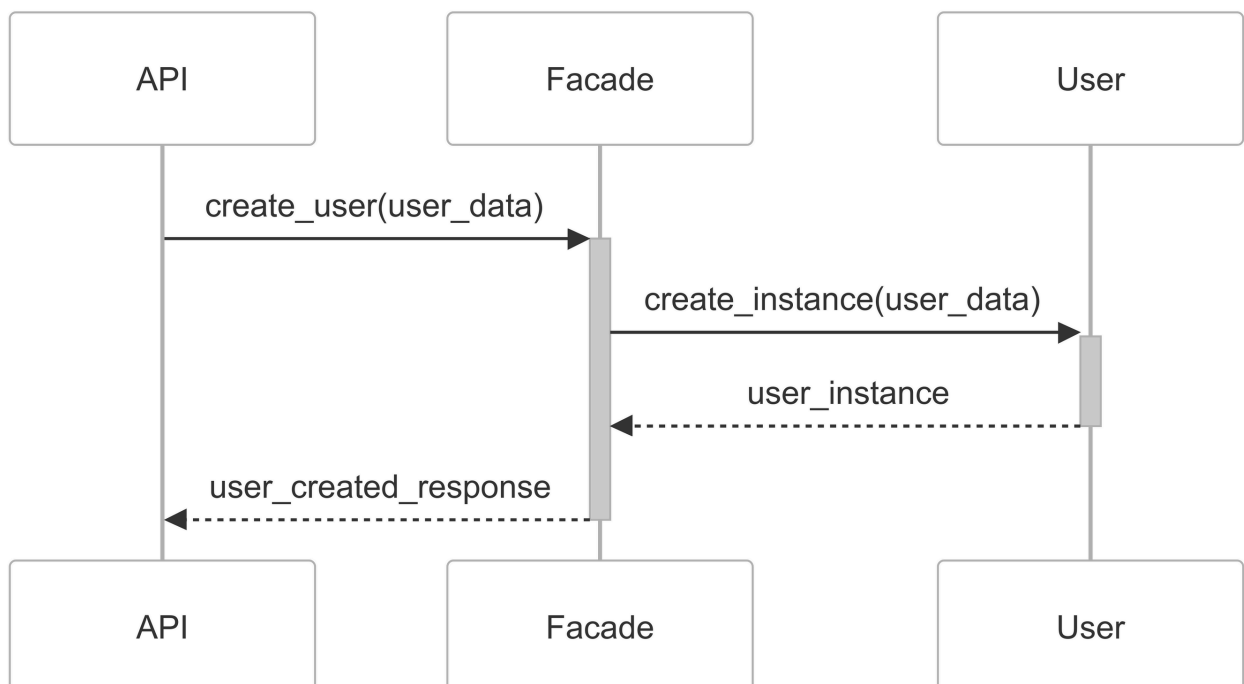 API
Facade
User
create_user(user_data)
create_instance(user_data)
user_instance
user_created_response
API
Facade
User